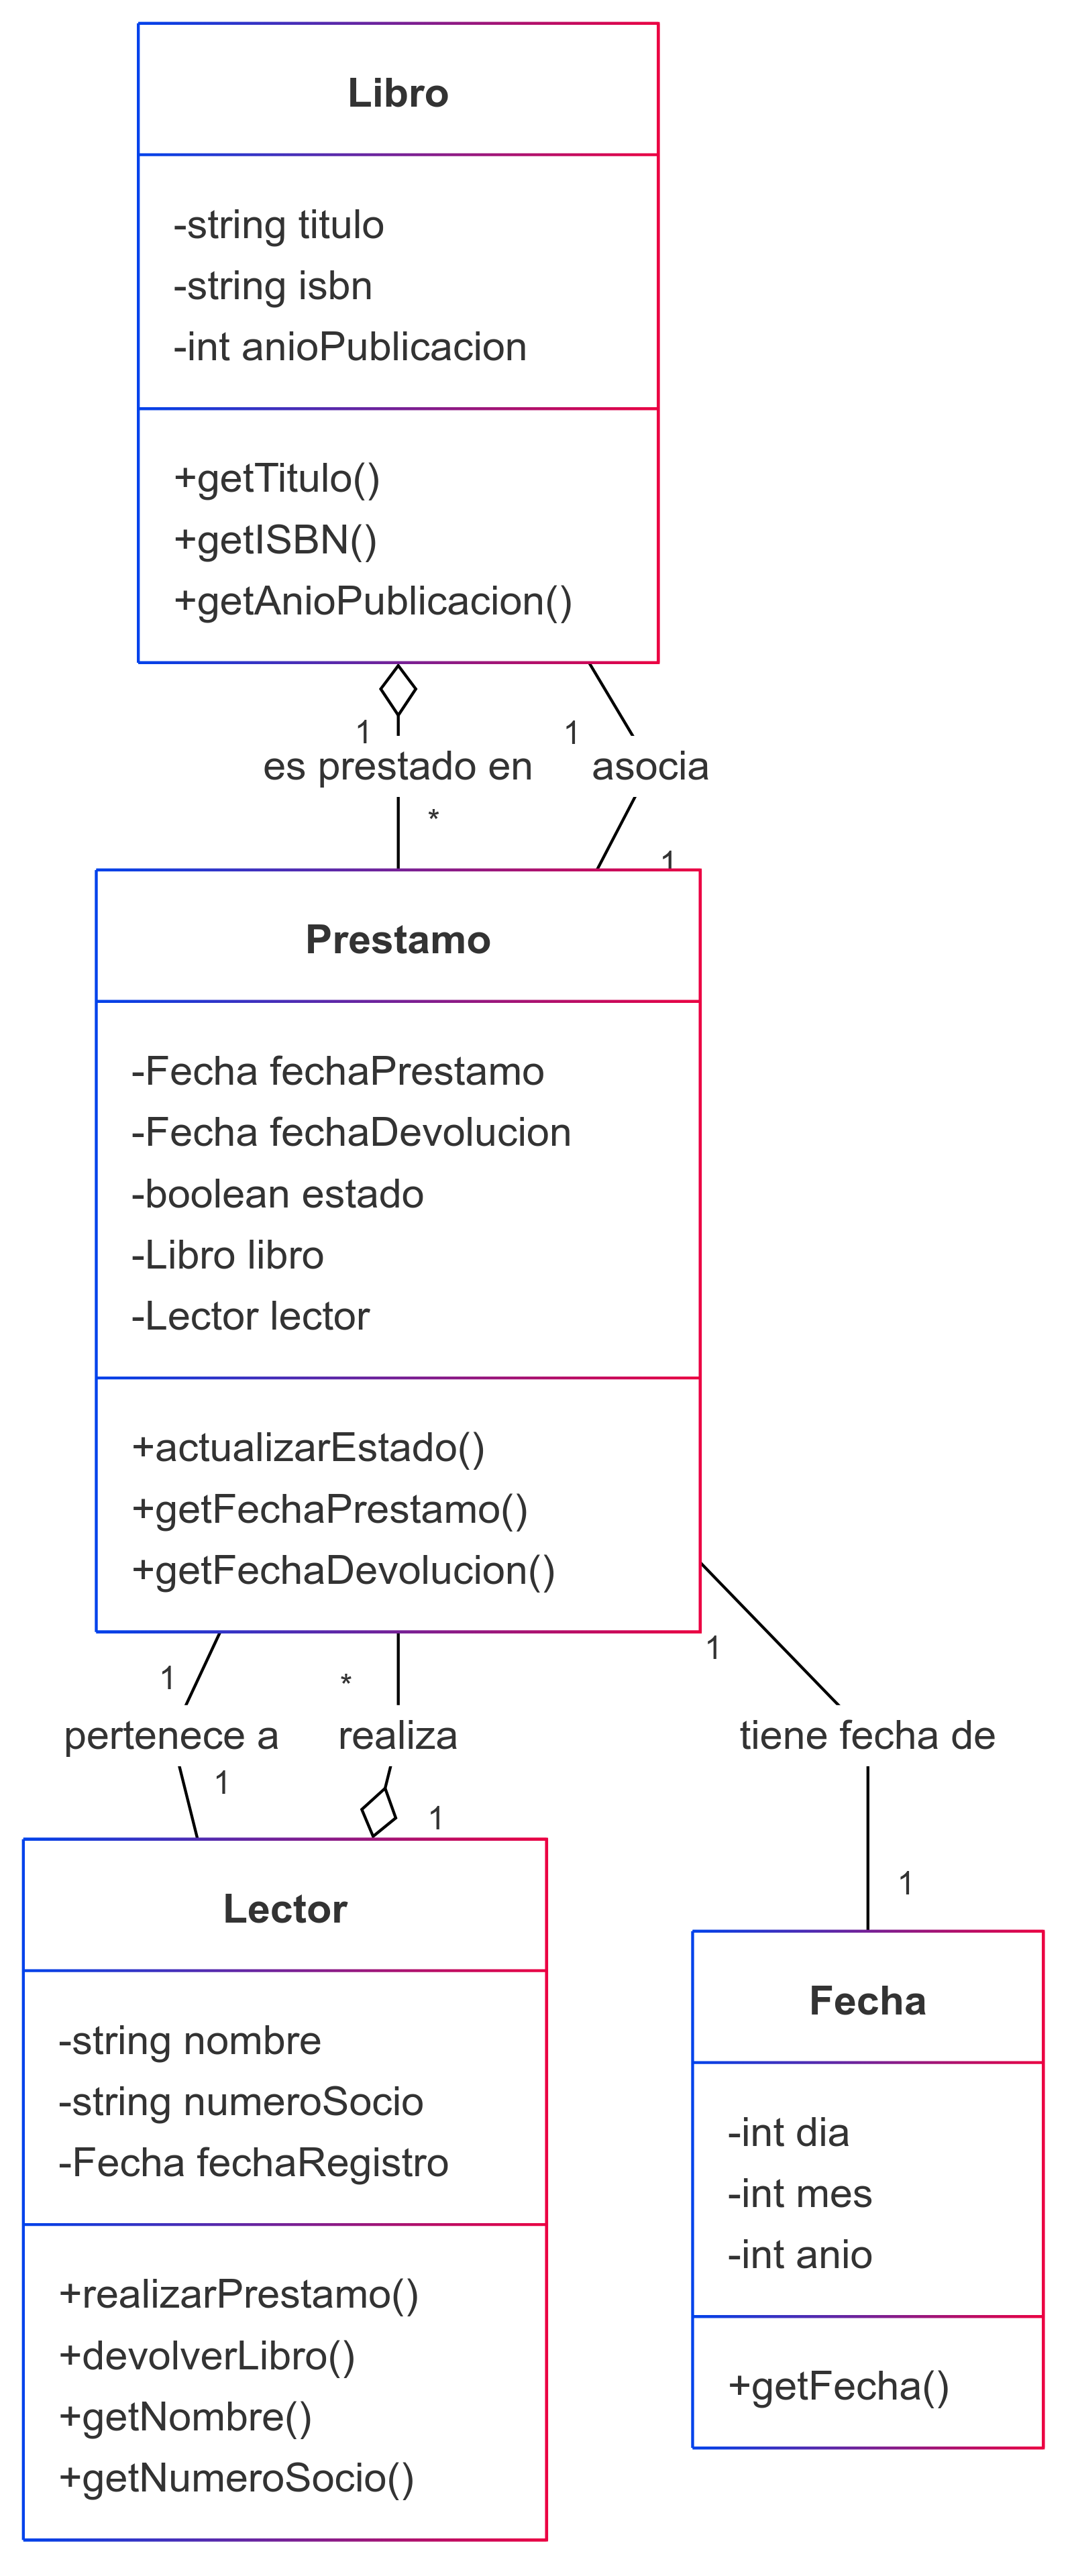 Libro
-string titulo
-string isbn
-int anioPublicacion
+getTitulo()
+getISBN()
+getAnioPublicacion()
1
1
es prestado en
asocia
*
1
Prestamo
-Fecha fechaPrestamo
-Fecha fechaDevolucion
-boolean estado
-Libro libro
-Lector lector
+actualizarEstado()
+getFechaPrestamo()
+getFechaDevolucion()
1
*
1
pertenece a
realiza
tiene fecha de
1
1
1
Lector
-string nombre
-string numeroSocio
-Fecha fechaRegistro
+realizarPrestamo()
+devolverLibro()
+getNombre()
+getNumeroSocio()
Fecha
-int dia
-int mes
-int anio
+getFecha()